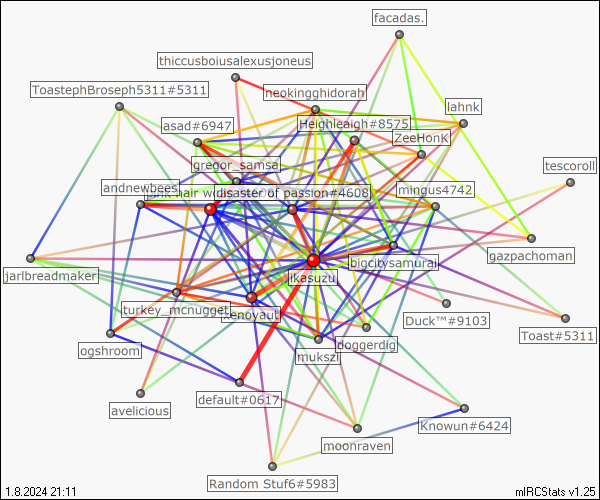 facadas.
thiccusboiusalexusjoneus
ToastephBroseph5311#5311
neokingghidorah
lahnk
asad#6947
Heighleaigh#8575
ZeeHonK
gregor_samsa
tescoroll
andnewbees
pink hair w
disaster of passion#4608
mingus4742
gazpachoman
bigcitysamurai
jarlbreadmaker
jikasuzu
turkey_mcnugget
xenoyaut
Duck™#9103
Toast#5311
ogshroom
mukszi
doggerdig
default#0617
avelicious
Knowun#6424
moonraven
Random Stuf6#5983
1.8.2024 21:11
mIRCStats v1.25